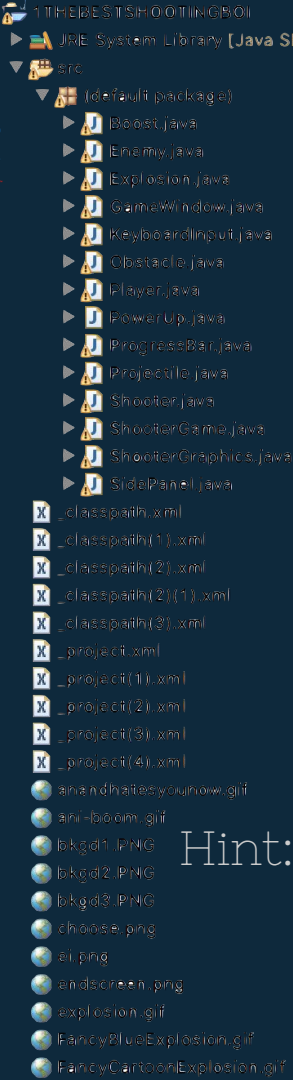 1THEBESTSHOOTINGBOI
JRE System Library [Java S
src
(default package)
Boost.java
Enemy.java
Explosion.java
GameWindow.java
KeyboardInput.java
Obstacle.java
Player.java
PowerUp.java
ProgressBar.java
Projectile.java
Shooter.java
ShooterGame.java
ShooterGraphics.java
SidePanel.java
_classpath.xml
_classpath(1).xml
_classpath(2).xml
_classpath(2)(1).xml
_classpath(3).xml
_project.xml
_project(1).xml
_project(2).xml
_project(3).xml
_project(4).xml
anandhatesyounow.gif
ani-boom.gif
Hint:
bkgd1.PNG
bkgd2.PNG
bkgd3.PNG
choose.png
ei.png
endscreen.png
explosion.gif
FancyBlueExplosion.gif
FancyCartoonExplosion.gif